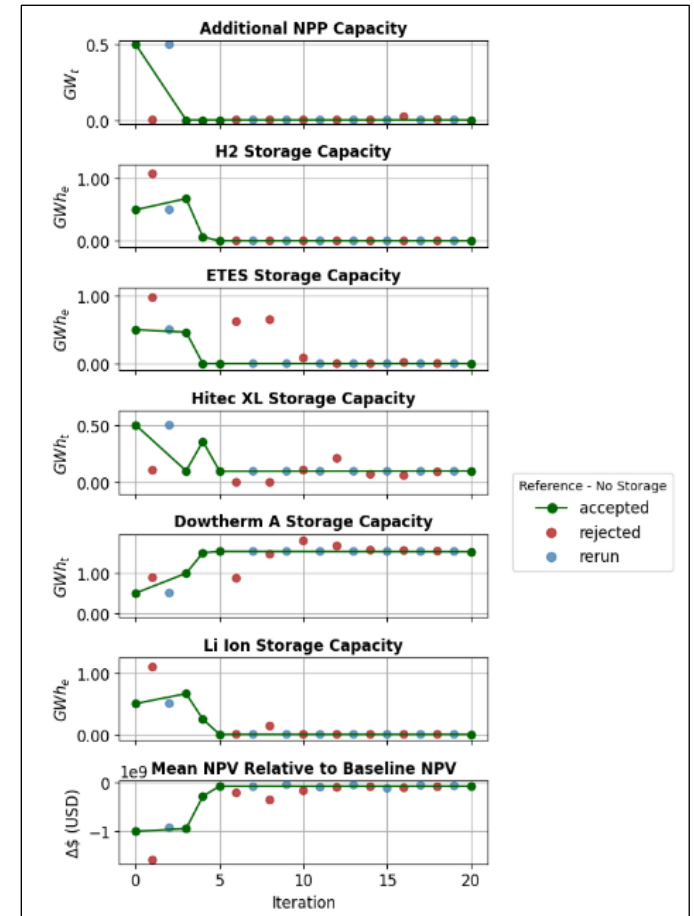 Additional NPP Capacity
0.5
0.0
GWt
H2 Storage Capacity
1.00
0.00
GWhe
ETES Storage Capacity
1.00
0.00
GWhe
Hitec XL Storage Capacity
0.50
0.00
GWht
Dowtherm A Storage Capacity
1.00
0.00
GWht
Li Ion Storage Capacity
1.00
0.00
GWhe
1e9 Mean NPV Relative to Baseline NPV
0
−1
Δ$ (USD)
0 5 10 15 20
Iteration
Reference - No Storage
accepted
rejected
rerun